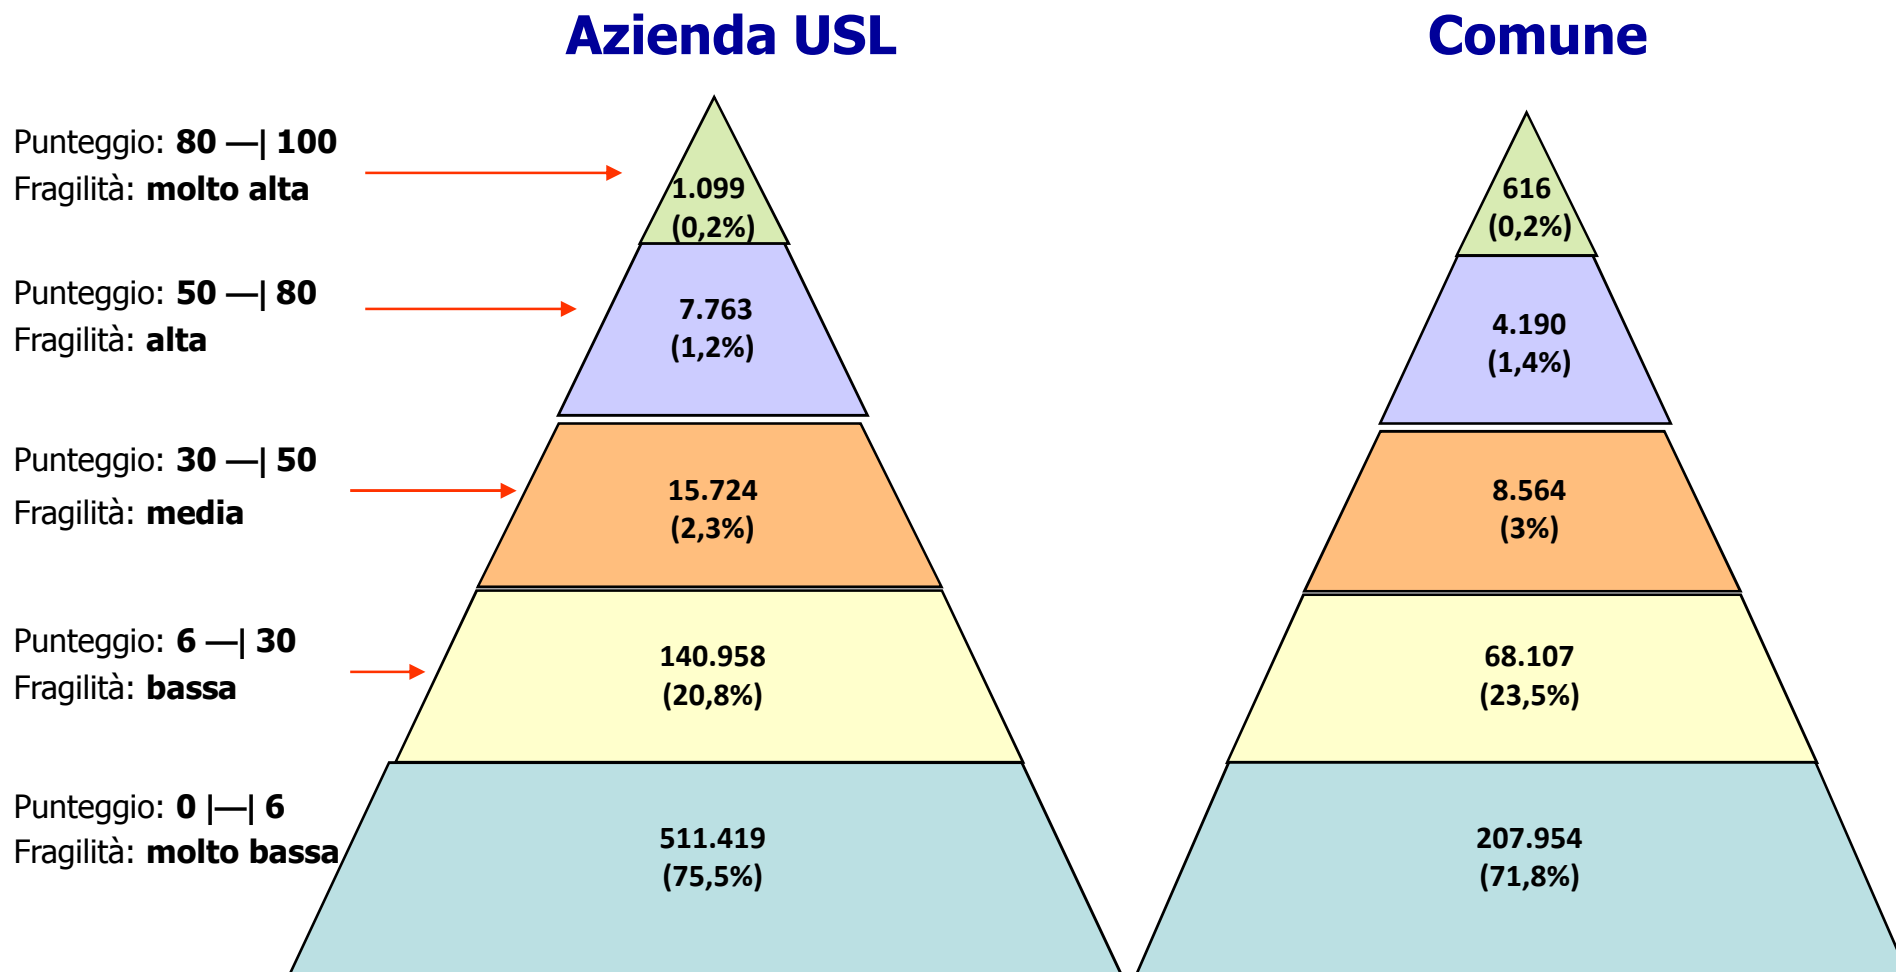 Azienda USL
Comune
Punteggio: 80 —| 100
Fragilità: molto alta
1.099
(0,2%)
616
(0,2%)
Punteggio: 50 —| 80
Fragilità: alta
7.763
(1,2%)
4.190
(1,4%)
Punteggio: 30 —| 50
Fragilità: media
15.724
(2,3%)
8.564
(3%)
Punteggio: 6 —| 30
Fragilità: bassa
140.958
(20,8%)
68.107
(23,5%)
Punteggio: 0 |—| 6
Fragilità: molto bassa
511.419
(75,5%)
207.954
(71,8%)